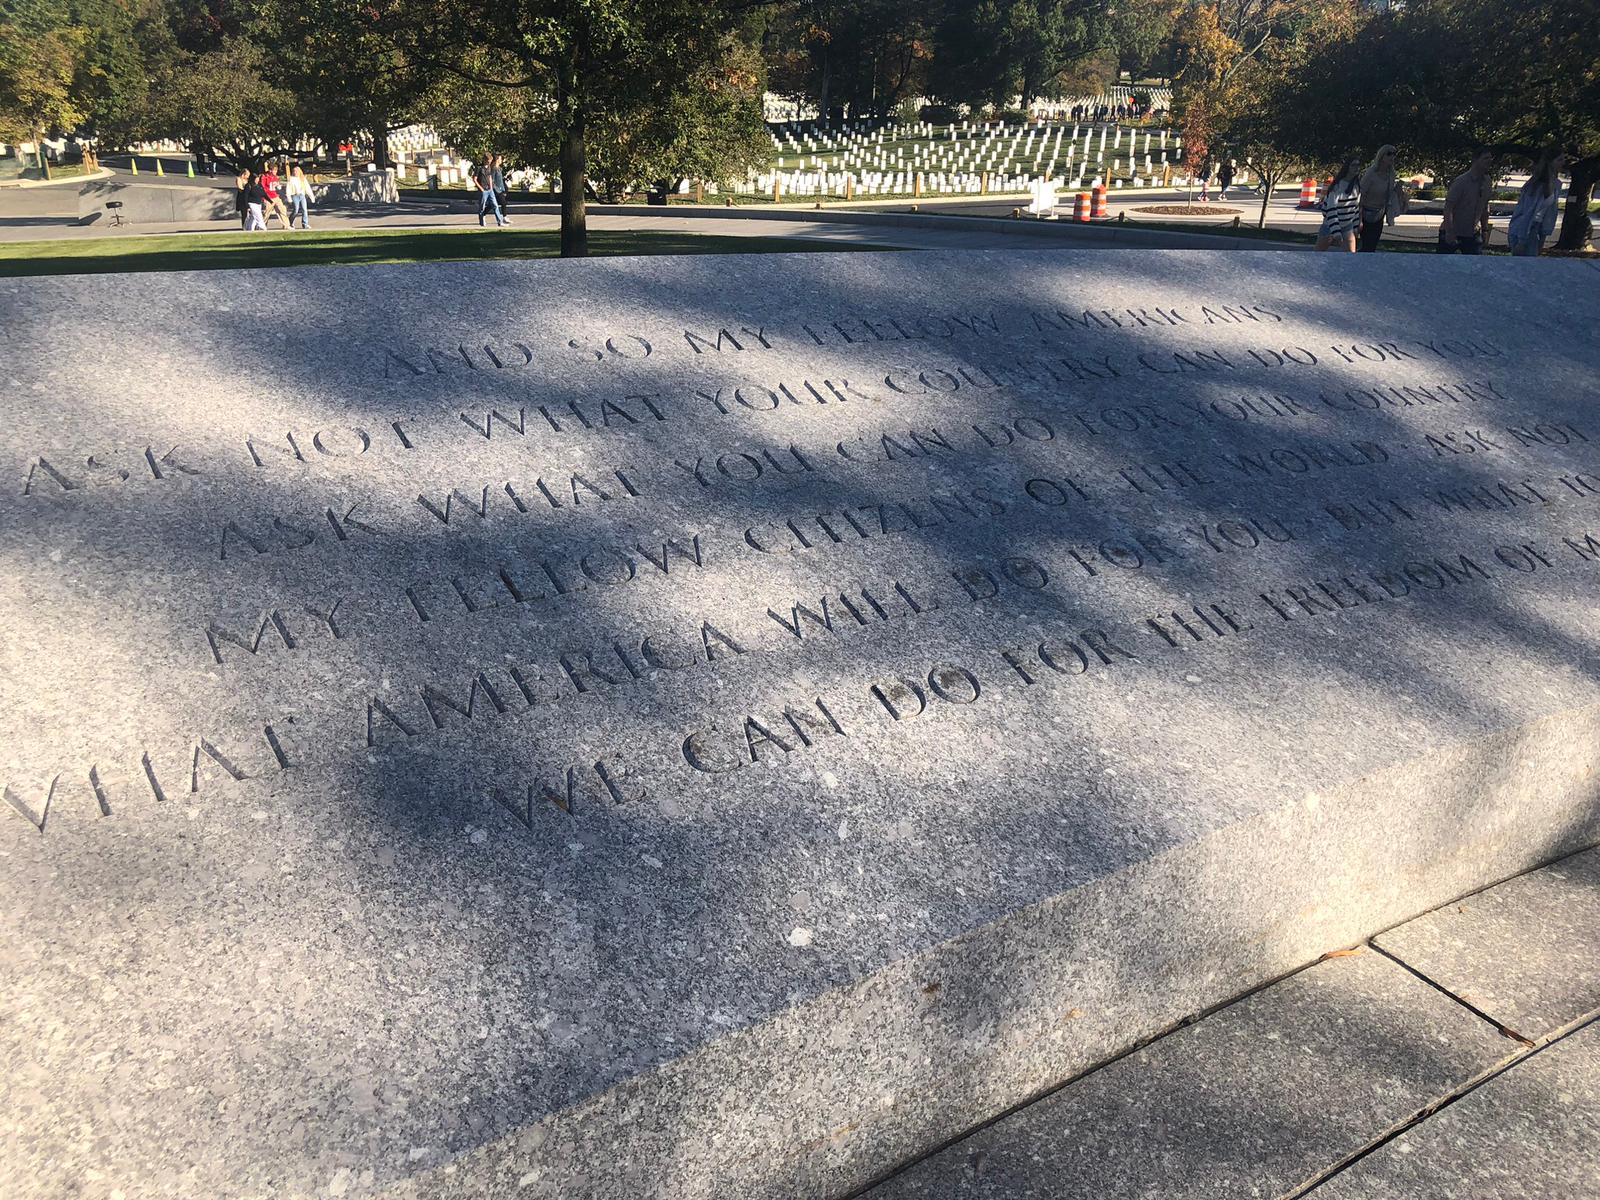 AND SO MY FELLOW AMERICANS
ASK NOT WHAT YOUR COUNTRY CAN DO FOR YOU
ASK WHAT YOU CAN DO FOR YOUR COUNTRY
MY FELLOW CITIZENS OF THE WORLD · ASK NOT
WHAT AMERICA WILL DO FOR YOU · BUT WHAT TO
WE CAN DO FOR THE FREEDOM OF M